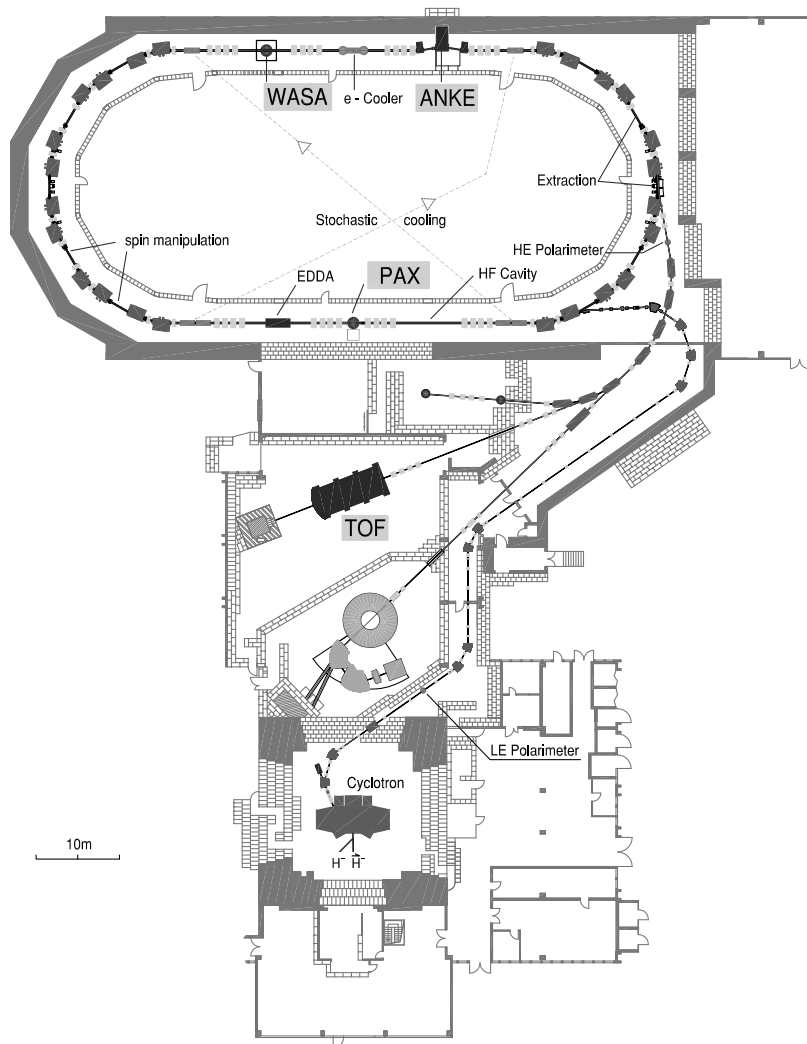 WASA
e - Cooler
ANKE
Extraction
Stochastic cooling
spin manipulation
HE Polarimeter
EDDA
PAX
HF Cavity
TOF
LE Polarimeter
Cyclotron
10m
H⁻ H⃗⁻